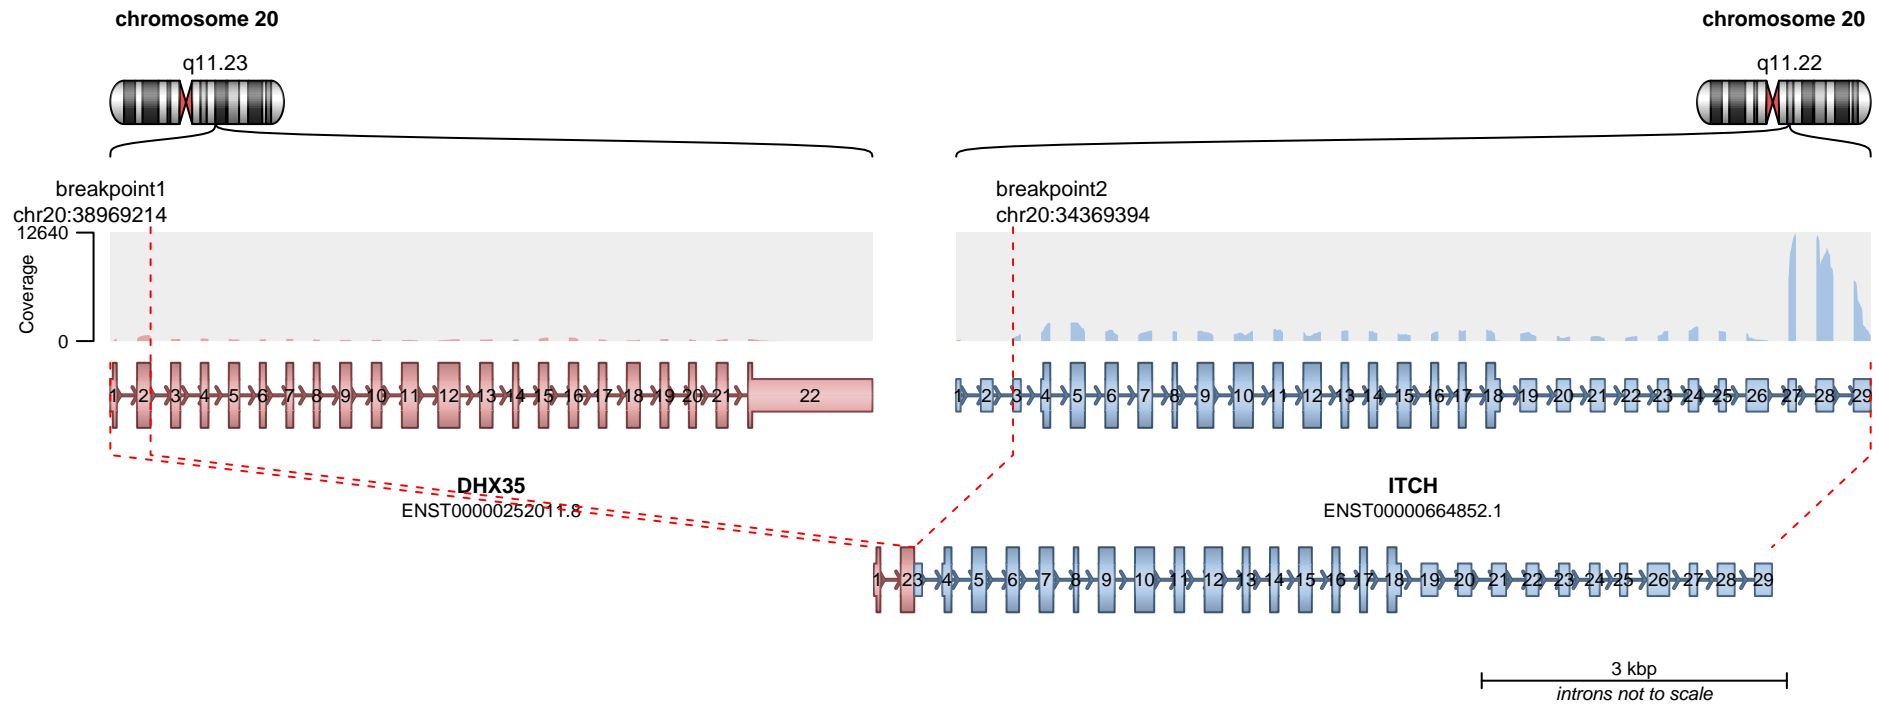 chromosome 20
chromosome 20
q11.23
q11.22
breakpoint1
chr20:38969214
breakpoint2
chr20:34369394
12640
0
Coverage
1 2 3 4 5 6 7 8 9 10 11 12 13 14 15 16 17 18 19 20 21 22
1 2 3 4 5 6 7 8 9 10 11 12 13 14 15 16 17 18 19 20 21 22 23 24 25 26 27 28 29
DHX35
ENST00000252011.8
ITCH
ENST00000664852.1
1 2 3 4 5 6 7 8 9 10 11 12 13 14 15 16 17 18 19 20 21 22 23 24 25 26 27 28 29
3 kbp
introns not to scale